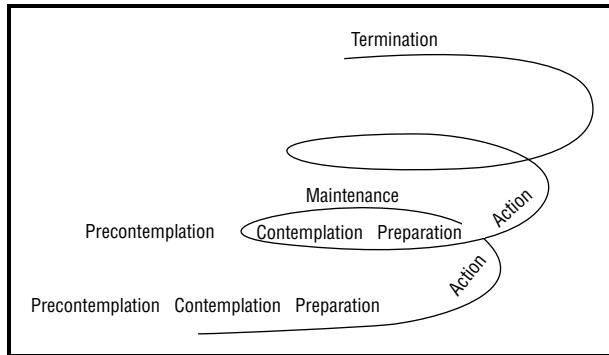 Termination
Maintenance
Action
Precontemplation Contemplation Preparation
Action
Precontemplation Contemplation Preparation